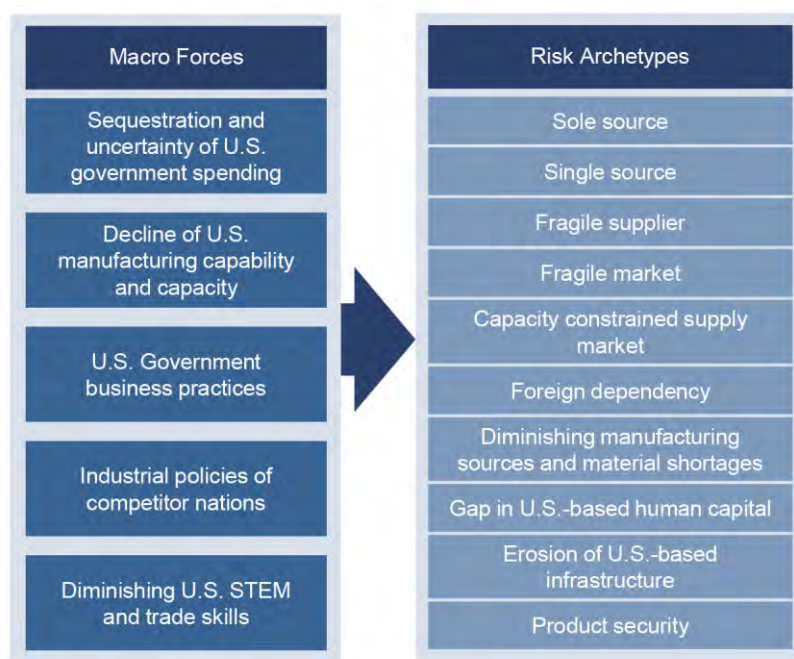 Macro Forces
Sequestration and
uncertainty of U.S.
government spending
Decline of U.S.
manufacturing capability
and capacity
U.S. Government
business practices
Industrial policies of
competitor nations
Diminishing U.S. STEM
and trade skills
Risk Archetypes
Sole source
Single source
Fragile supplier
Fragile market
Capacity constrained supply
market
Foreign dependency
Diminishing manufacturing
sources and material shortages
Gap in U.S.-based human capital
Erosion of U.S.-based
infrastructure
Product security